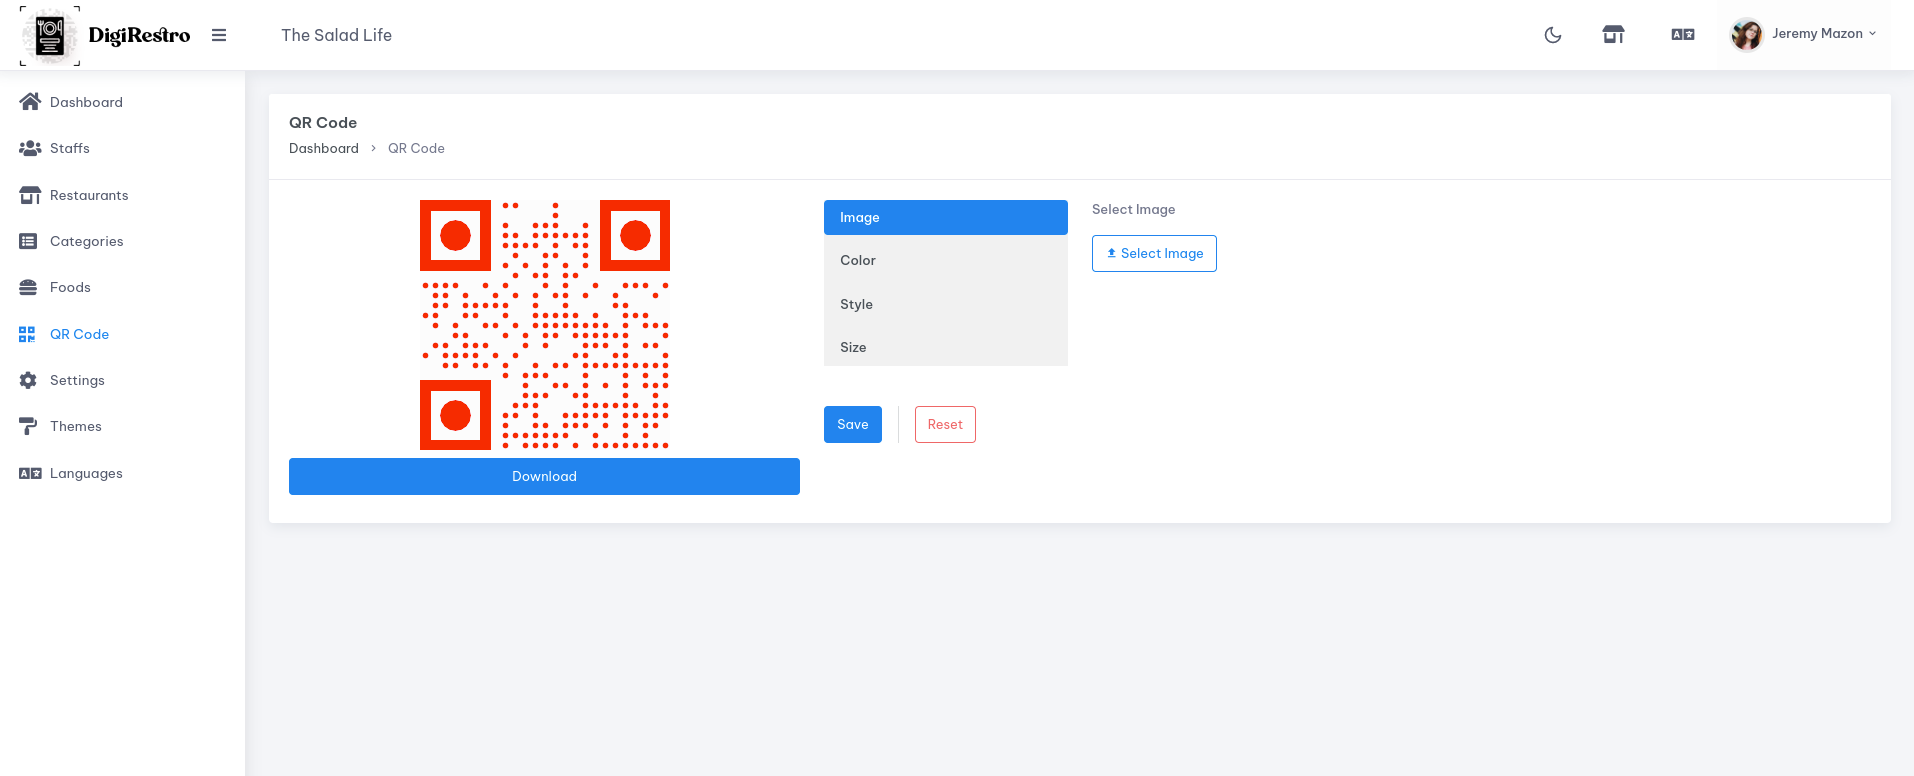 DigiRestro
The Salad Life
Jeremy Mazon
Dashboard
Staffs
Restaurants
Categories
Foods
QR Code
Settings
Themes
Languages
QR Code
Dashboard > QR Code
Download
Image
Color
Style
Size
Save
Reset
Select Image
Select Image